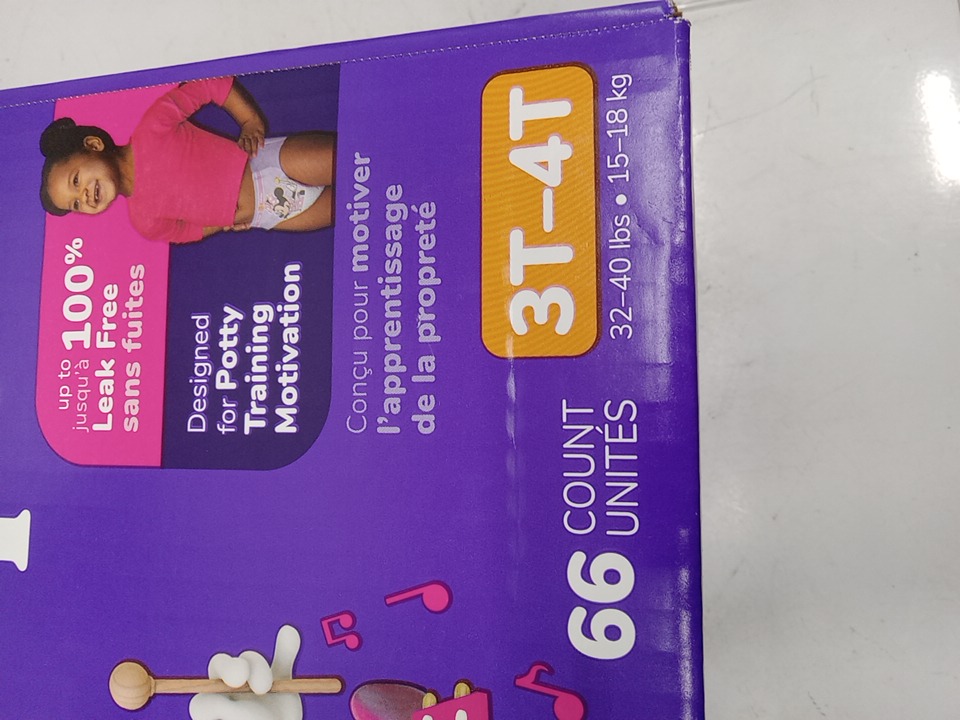 up to
jusqu'à 100%
Leak Free
sans fuites
Designed
for Potty
Training
Motivation
Conçu pour motiver
l'apprentissage
de la propreté
3T–4T
32–40 lbs • 15–18 kg
66 COUNT
UNITÉS